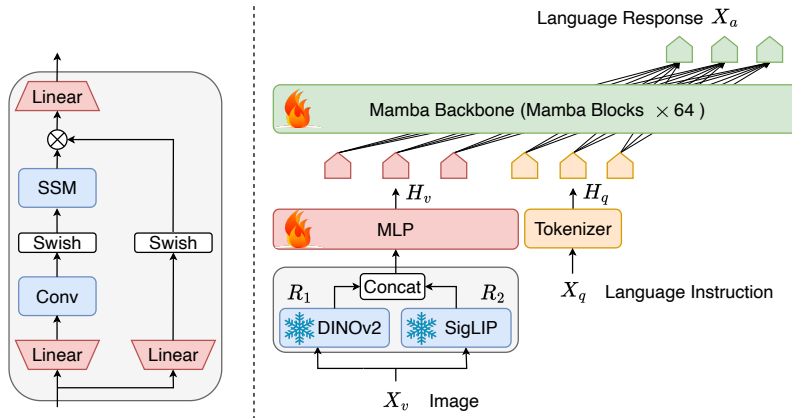 Linear
SSM
Swish
Swish
Conv
Linear
Linear
Language Response X_a
Mamba Backbone (Mamba Blocks × 64 )
H_v
H_q
MLP
Tokenizer
R_1
Concat
R_2
X_q Language Instruction
DINOv2
SigLIP
X_v Image